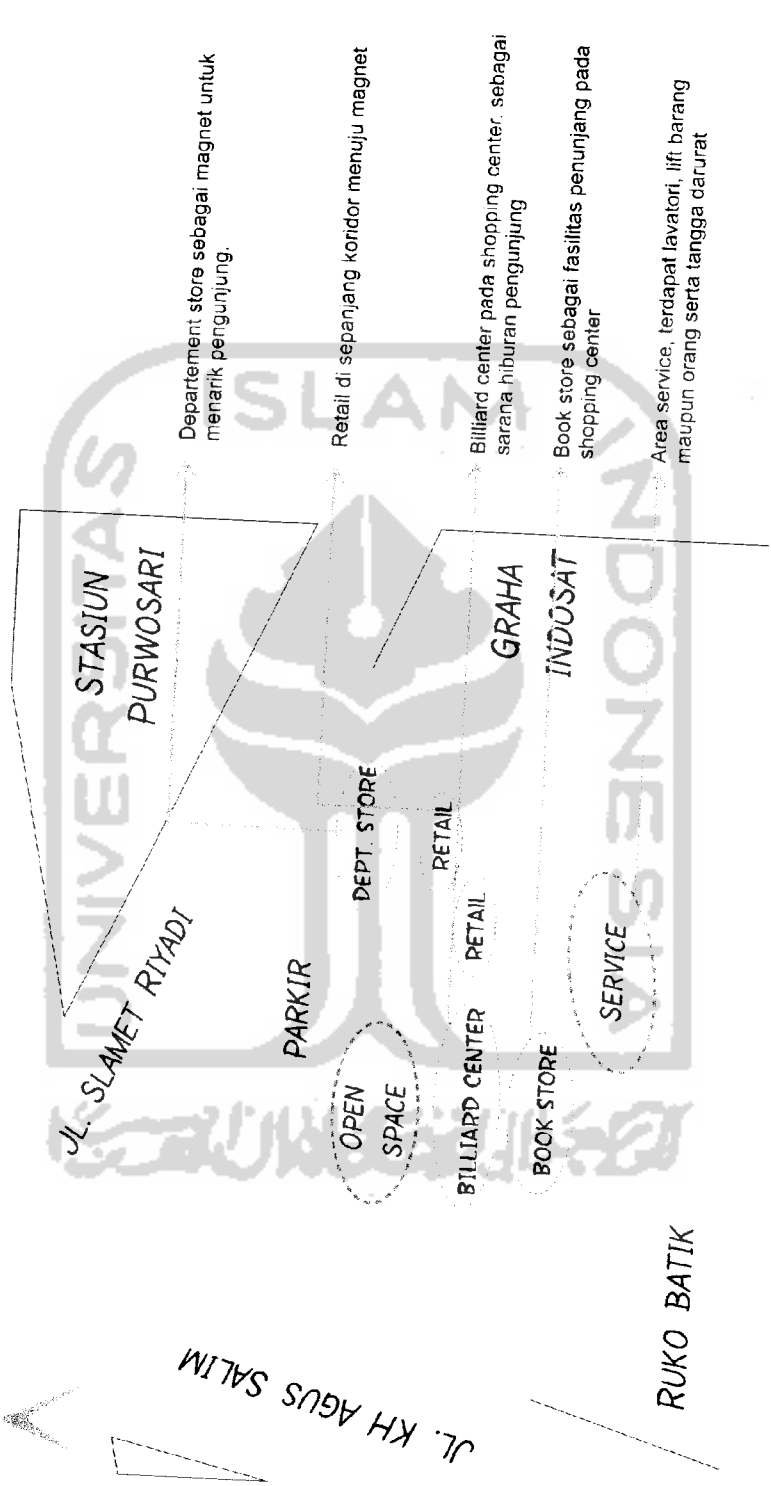 STASIUN
PURWOSARI
JL. SLAMET RIYADI
PARKIR
OPEN
SPACE
DEPT. STORE
RETAIL
RETAIL
BILLIARD CENTER
BOOK STORE
SERVICE
GRAHA
INDOSAT
JL. KH AGUS SALIM
RUKO BATIK
Departement store sebagai magnet untuk
menarik pengunjung.
Retail di sepanjang koridor menuju magnet
Billiard center pada shopping center. sebagai
sarana hiburan pengunjung
Book store sebagai fasilitas penunjang pada
shopping center
Area service, terdapat lavatori, lift barang
maupun orang serta tangga darurat
UNIVERSITAS
ISLAM
INDONESIA